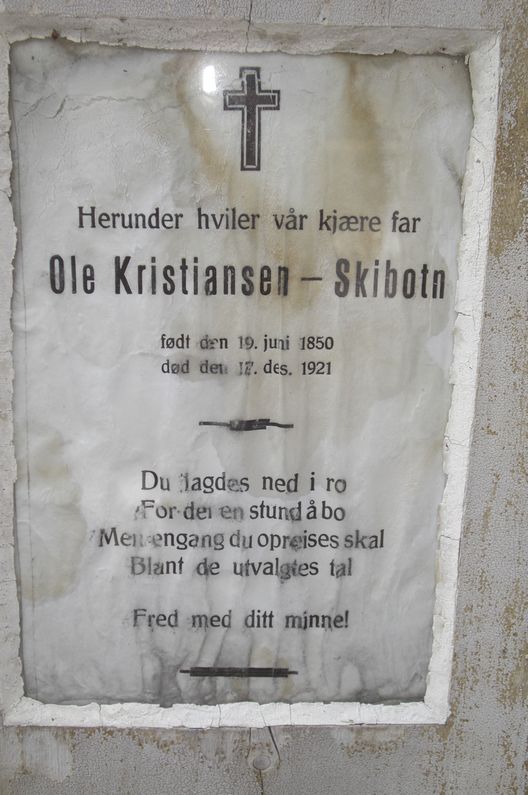 Herunder hviler vår kjære far
Ole Kristiansen – Skibotn
født den 19. juni 1850
død den 17. des. 1921
Du lagdes ned i ro
For der en stund å bo
Men engang du opreises skal
Blant de utvalgtes tal
Fred med ditt minne!